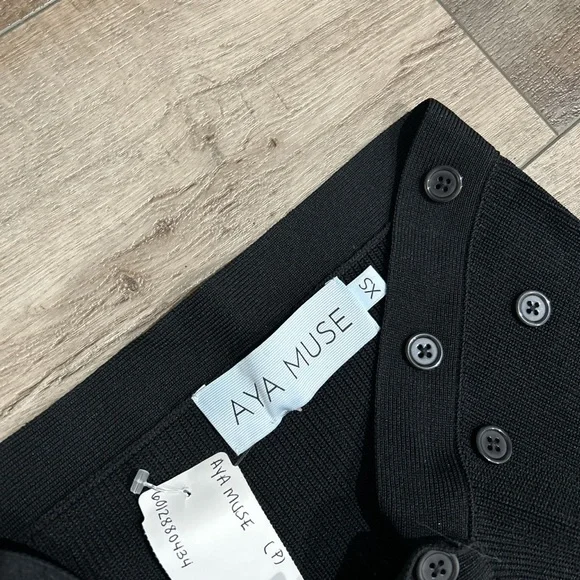 XS
AYA MUSE
AYA MUSE (P)
6012880434